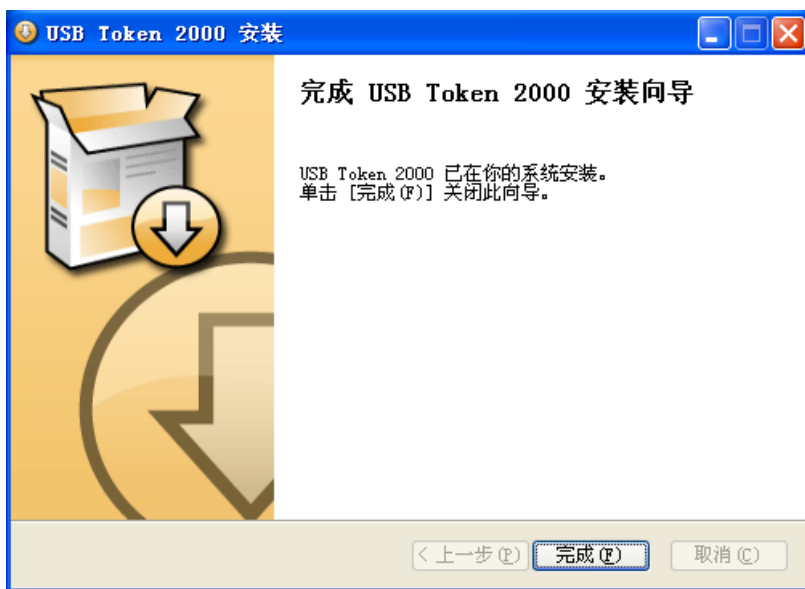 USB Token 2000 安装
完成 USB Token 2000 安装向导
USB Token 2000 已在你的系统安装。
单击 [完成(F)] 关闭此向导。
< 上一步(P) 完成(F) 取消(C)